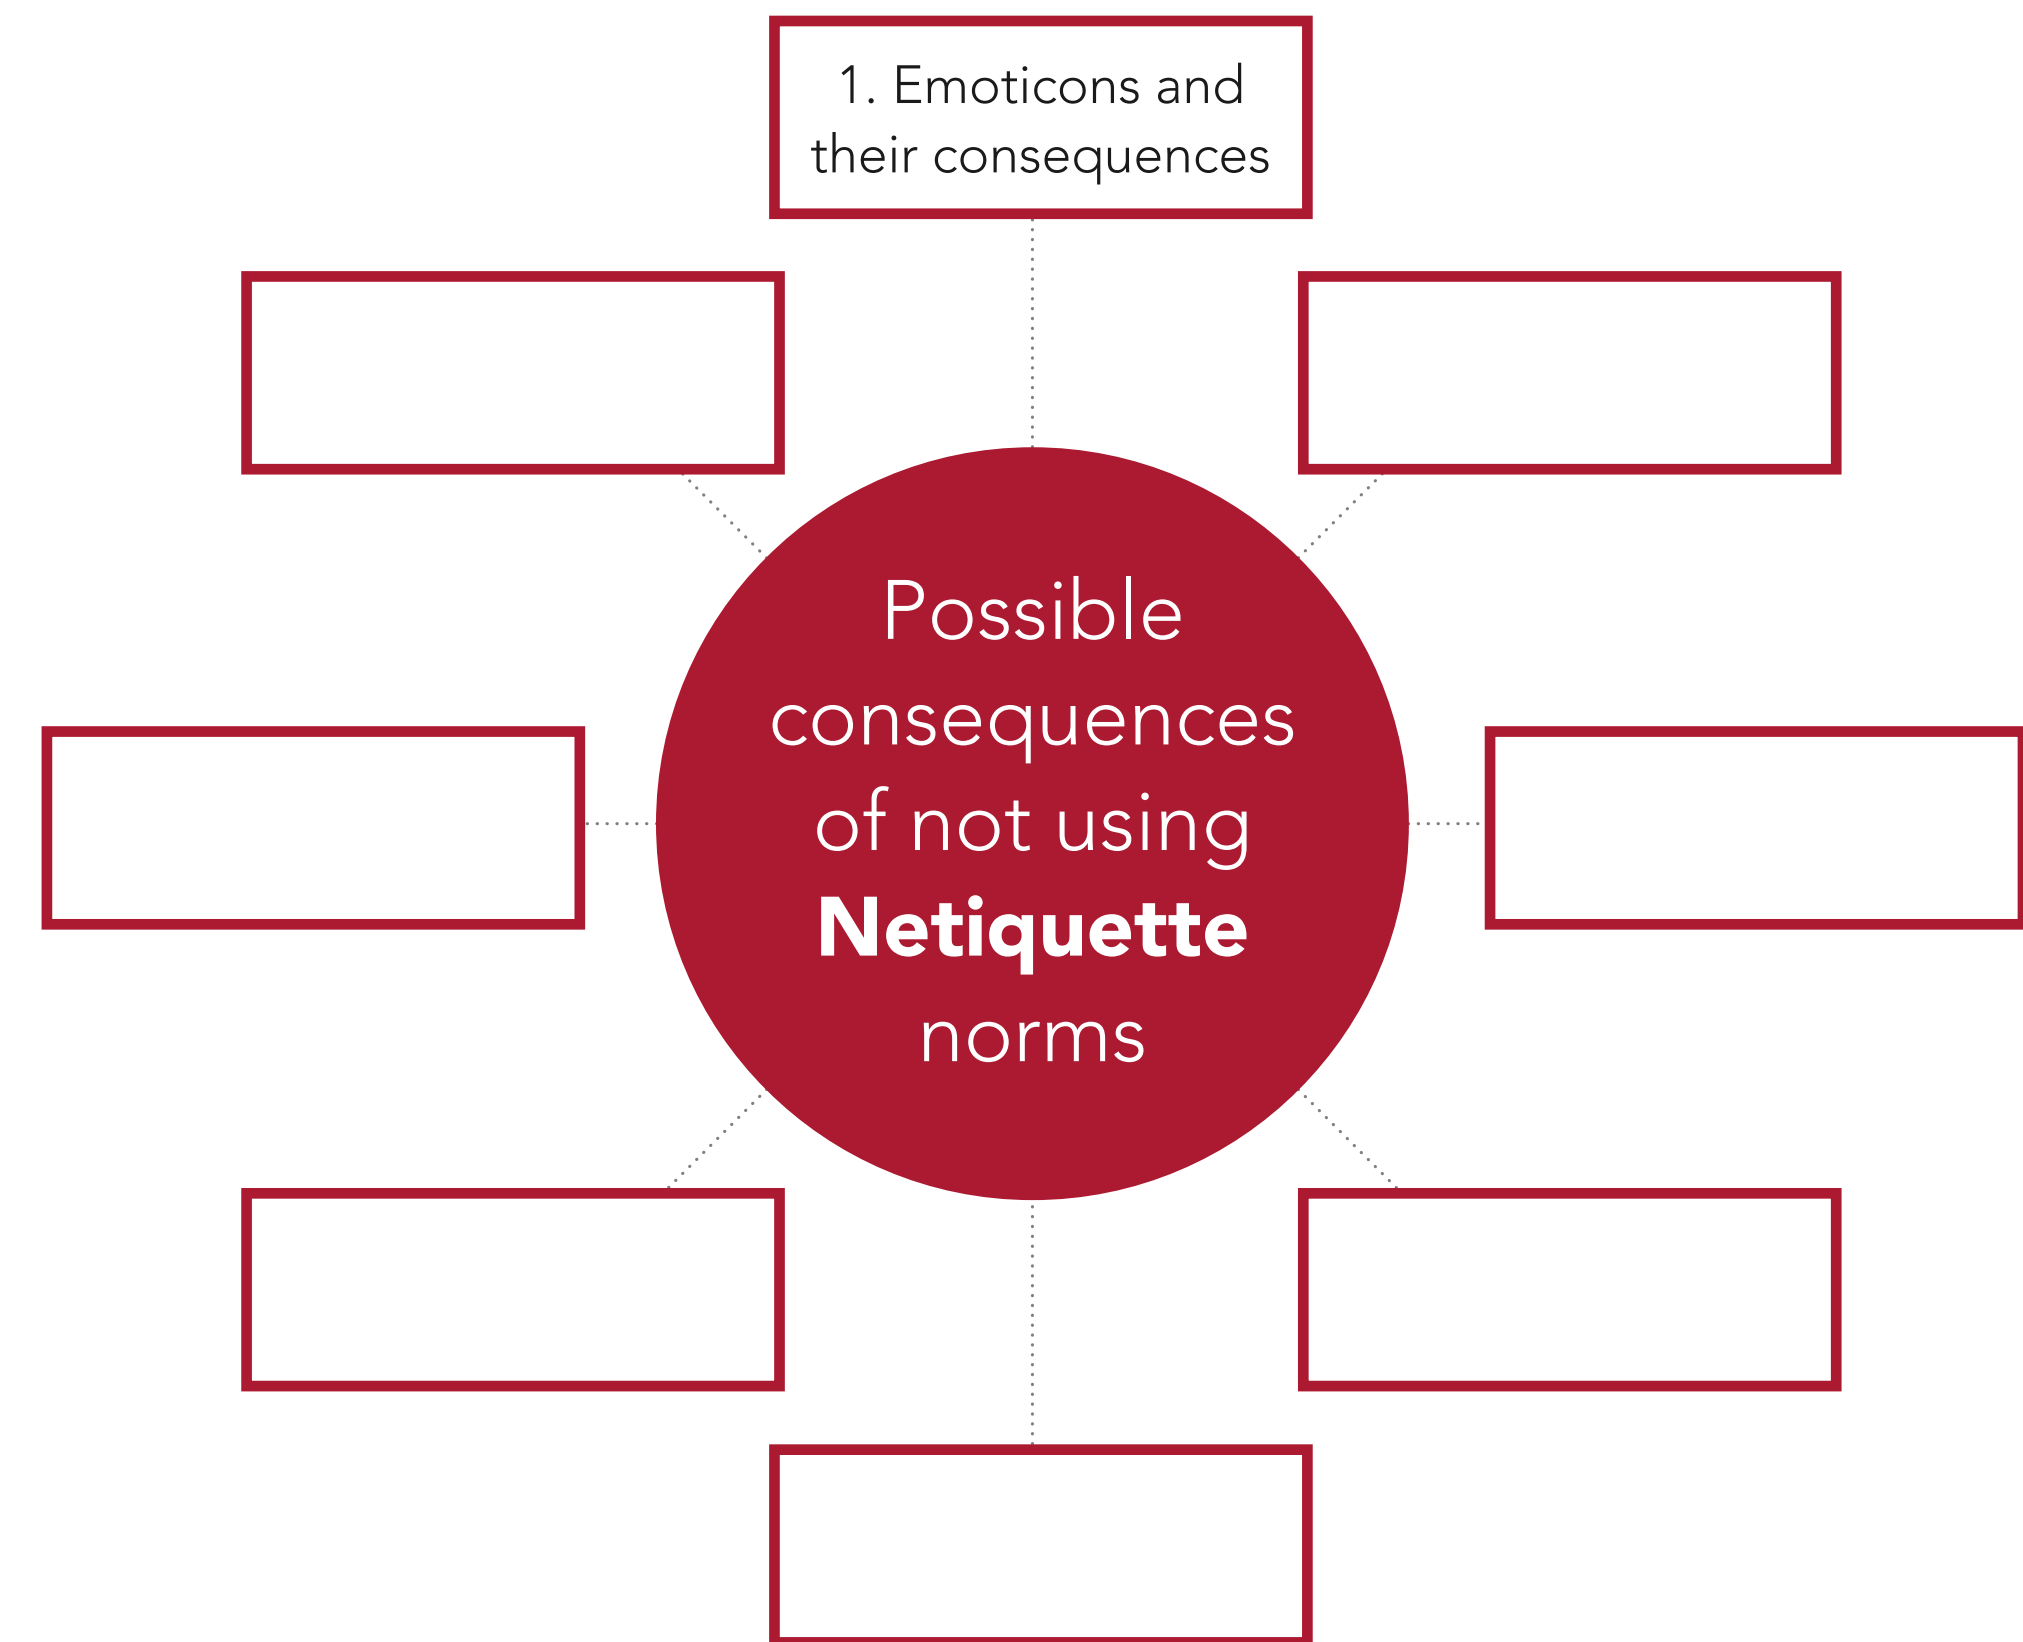 1. Emoticons and
their consequences
Possible
consequences
of not using
Netiquette
norms